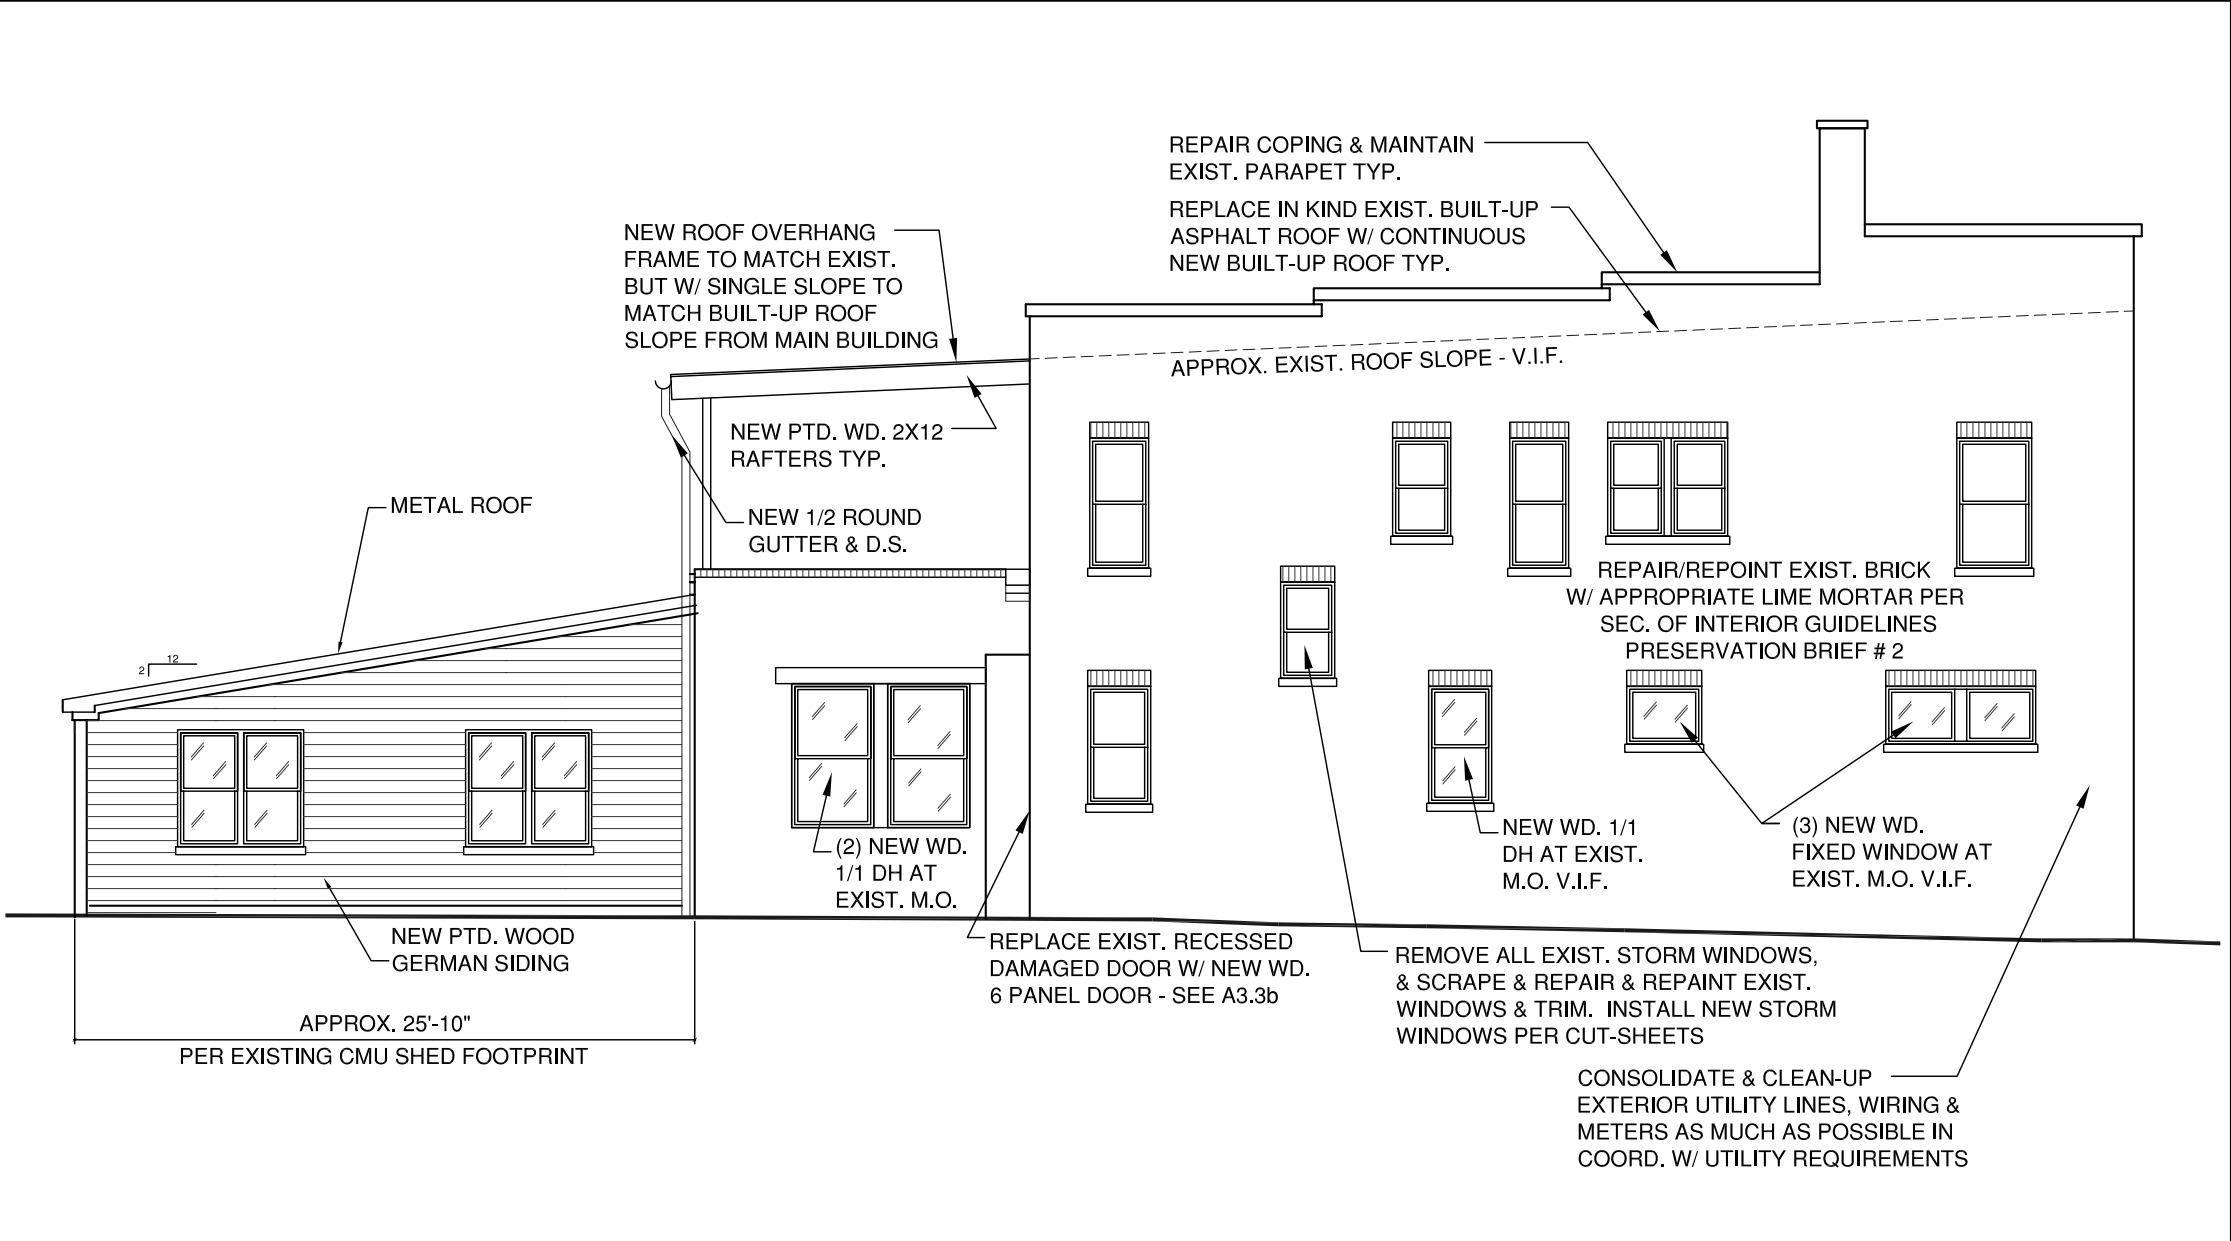 REPAIR COPING & MAINTAIN
EXIST. PARAPET TYP.
REPLACE IN KIND EXIST. BUILT-UP
ASPHALT ROOF W/ CONTINUOUS
NEW BUILT-UP ROOF TYP.
NEW ROOF OVERHANG
FRAME TO MATCH EXIST.
BUT W/ SINGLE SLOPE TO
MATCH BUILT-UP ROOF
SLOPE FROM MAIN BUILDING
APPROX. EXIST. ROOF SLOPE - V.I.F.
NEW PTD. WD. 2X12
RAFTERS TYP.
METAL ROOF
NEW 1/2 ROUND
GUTTER & D.S.
REPAIR/REPOINT EXIST. BRICK
W/ APPROPRIATE LIME MORTAR PER
SEC. OF INTERIOR GUIDELINES
PRESERVATION BRIEF # 2
12
2
(2) NEW WD.
1/1 DH AT
EXIST. M.O.
NEW WD. 1/1
DH AT EXIST.
M.O. V.I.F.
(3) NEW WD.
FIXED WINDOW AT
EXIST. M.O. V.I.F.
NEW PTD. WOOD
GERMAN SIDING
REPLACE EXIST. RECESSED
DAMAGED DOOR W/ NEW WD.
6 PANEL DOOR - SEE A3.3b
REMOVE ALL EXIST. STORM WINDOWS,
& SCRAPE & REPAIR & REPAINT EXIST.
WINDOWS & TRIM.  INSTALL NEW STORM
WINDOWS PER CUT-SHEETS
APPROX. 25'-10"
PER EXISTING CMU SHED FOOTPRINT
CONSOLIDATE & CLEAN-UP
EXTERIOR UTILITY LINES, WIRING &
METERS AS MUCH AS POSSIBLE IN
COORD. W/ UTILITY REQUIREMENTS